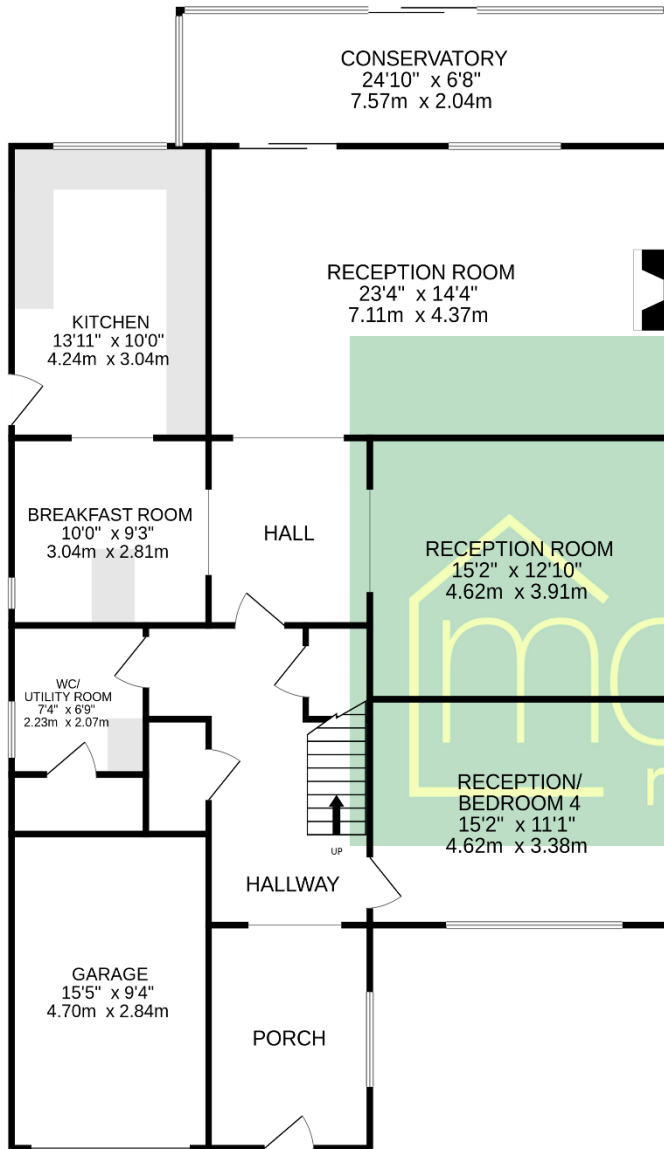 CONSERVATORY
24'10" x 6'8"
7.57m x 2.04m
RECEPTION ROOM
23'4" x 14'4"
7.11m x 4.37m
KITCHEN
13'11" x 10'0"
4.24m x 3.04m
BREAKFAST ROOM
10'0" x 9'3"
3.04m x 2.81m
HALL
RECEPTION ROOM
15'2" x 12'10"
4.62m x 3.91m
WC/
UTILITY ROOM
7'4" x 6'9"
2.23m x 2.07m
RECEPTION/
BEDROOM 4
15'2" x 11'1"
4.62m x 3.38m
UP
HALLWAY
GARAGE
15'5" x 9'4"
4.70m x 2.84m
PORCH